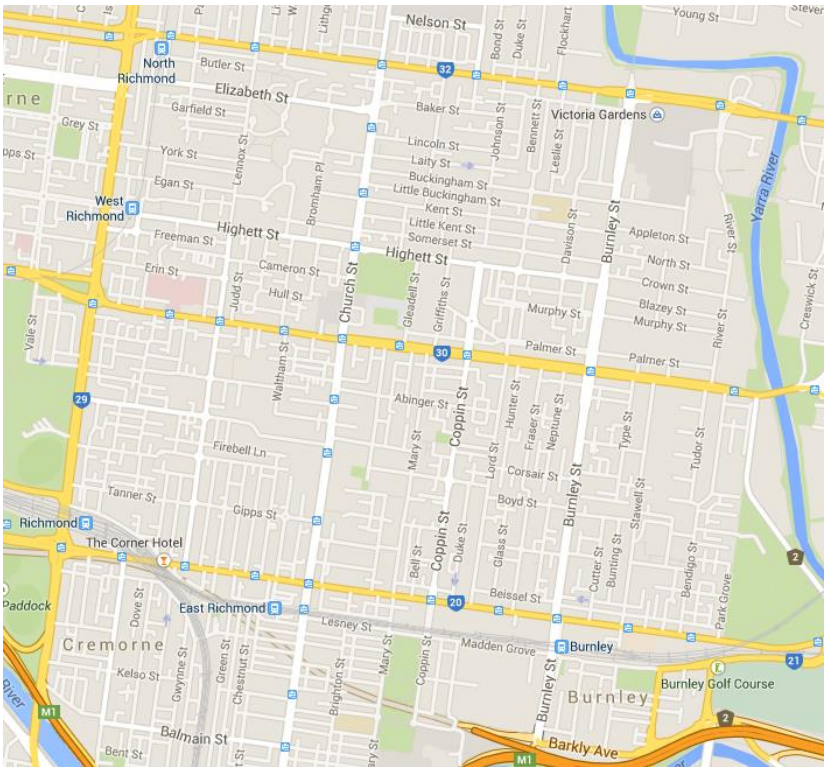 Nelson St
Bond St
Duke St
Flockhart
Young St
Steven
North
Richmond
Butler St
32
Elizabeth St
Baker St
Victoria Gardens
Garfield St
Grey St
Lennox St
Lincoln St
Johnson St
Bennett St
Leslie St
York St
Laity St
Buckingham St
Egan St
Bromham Pl
Little Buckingham St
Yarra River
West
Richmond
Kent St
Little Kent St
Somerset St
Davison St
Burnley St
Appleton St
River St
Highett St
Freeman St
Highett St
North St
Erin St
Cameron St
Crown St
Judd St
Hull St
Church St
Gleadell St
Griffiths St
Murphy St
Blazey St
Murphy St
River St
Creswick St
Vale St
Waltham St
30
Palmer St
Palmer St
29
Abinger St
Coppin St
Hunter St
Fraser St
Neptune St
Type St
Tudor St
Firebell Ln
Mary St
Lord St
Corsair St
Tanner St
Gipps St
Boyd St
Burnley St
Stawell St
Richmond
The Corner Hotel
Bell St
Coppin St
Duke St
Glass St
Cutter St
Bunting St
Bendigo St
Park Grove
2
Paddock
Dove St
East Richmond
20
Beissel St
Lesney St
Cremorne
Madden Grove
Burnley
21
Kelso St
Gwynne St
Green St
Chestnut St
Brighton St
Mary St
Coppin St
Burnley St
Burnley
Burnley Golf Course
River
M1
Balmain St
2
Bent St
M1
Barkly Ave